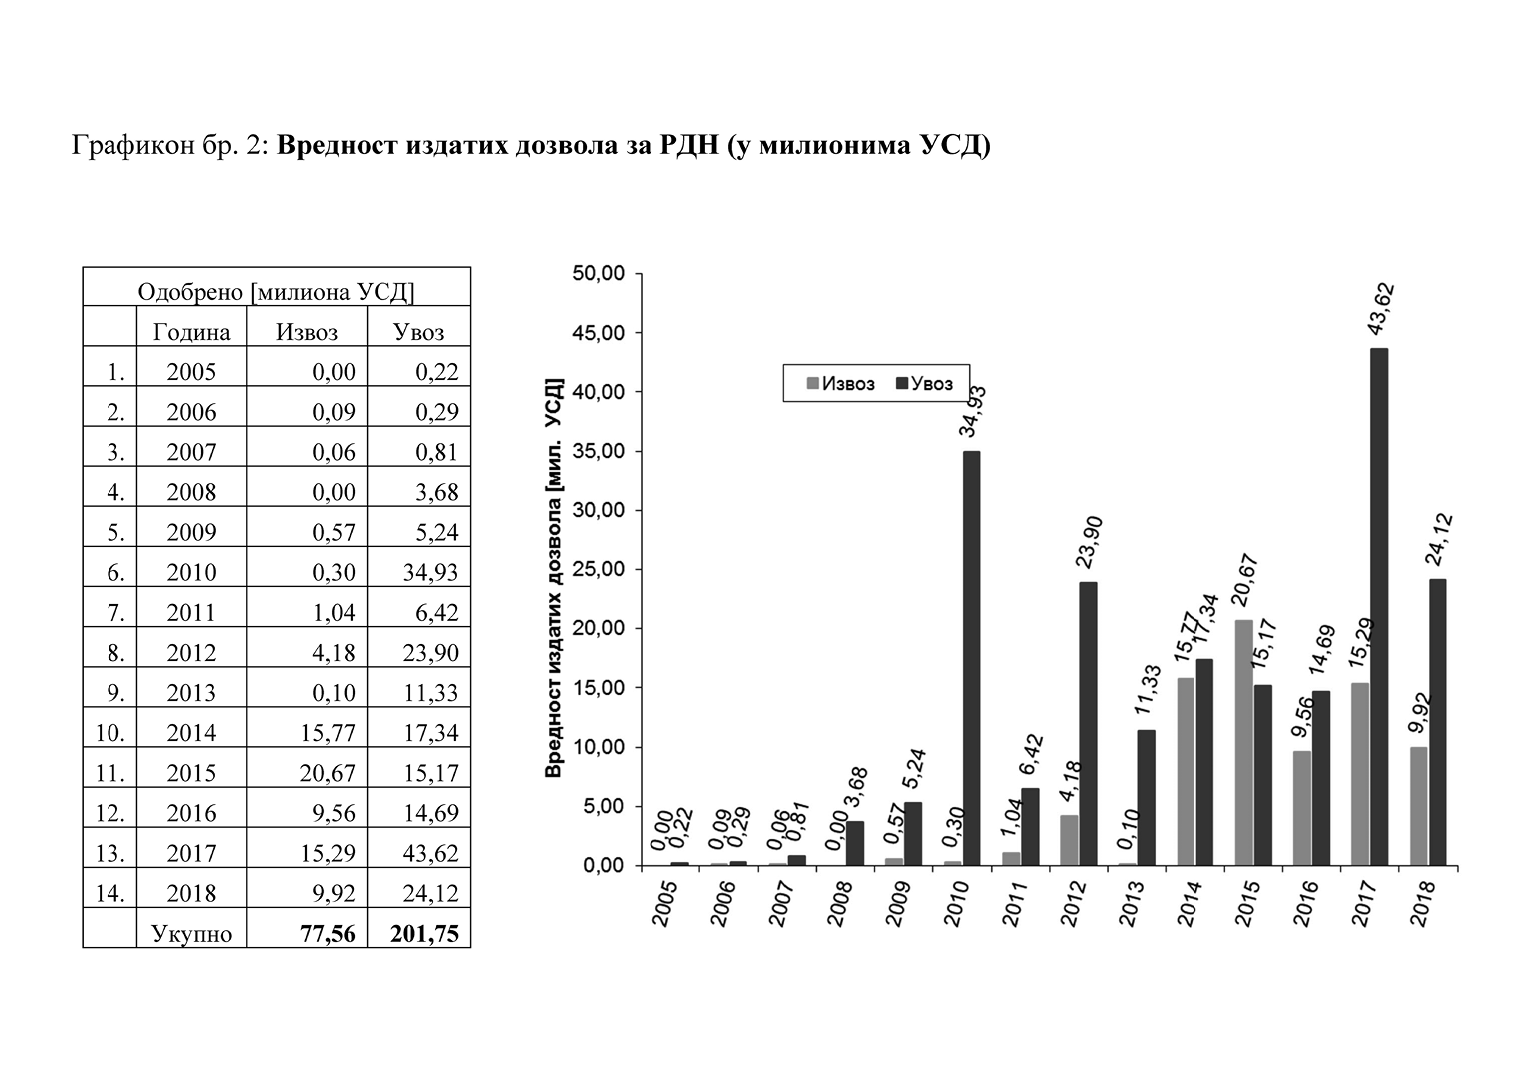 Графикон бр. 2: Вредност издатих дозвола за РДН (у милионима УСД)
Одобрено [милиона УСД]
Година Извоз Увоз
1. 2005 0,00 0,22
2. 2006 0,09 0,29
3. 2007 0,06 0,81
4. 2008 0,00 3,68
5. 2009 0,57 5,24
6. 2010 0,30 34,93
7. 2011 1,04 6,42
8. 2012 4,18 23,90
9. 2013 0,10 11,33
10. 2014 15,77 17,34
11. 2015 20,67 15,17
12. 2016 9,56 14,69
13. 2017 15,29 43,62
14. 2018 9,92 24,12
Укупно 77,56 201,75
Вредност издатих дозвола [мил. УСД]
50,00
45,00
40,00
35,00
30,00
25,00
20,00
15,00
10,00
5,00
0,00
Извоз Увоз
0,00 0,22
0,09 0,29
0,06 0,81
0,00 3,68
0,57 5,24
0,30 34,93
1,04 6,42
4,18 23,90
0,10 11,33
15,77 17,34
20,67 15,17
9,56 14,69
15,29 43,62
9,92 24,12
2005 2006 2007 2008 2009 2010 2011 2012 2013 2014 2015 2016 2017 2018